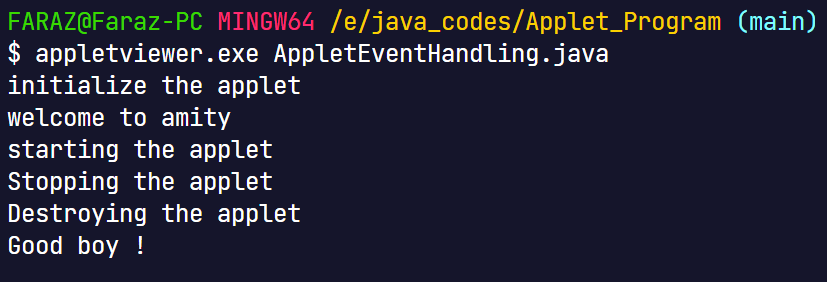 FARAZ@Faraz-PC MINGW64 /e/java_codes/Applet_Program (main)
$ appletviewer.exe AppletEventHandling.java
initialize the applet
welcome to amity
starting the applet
Stopping the applet
Destroying the applet
Good boy !